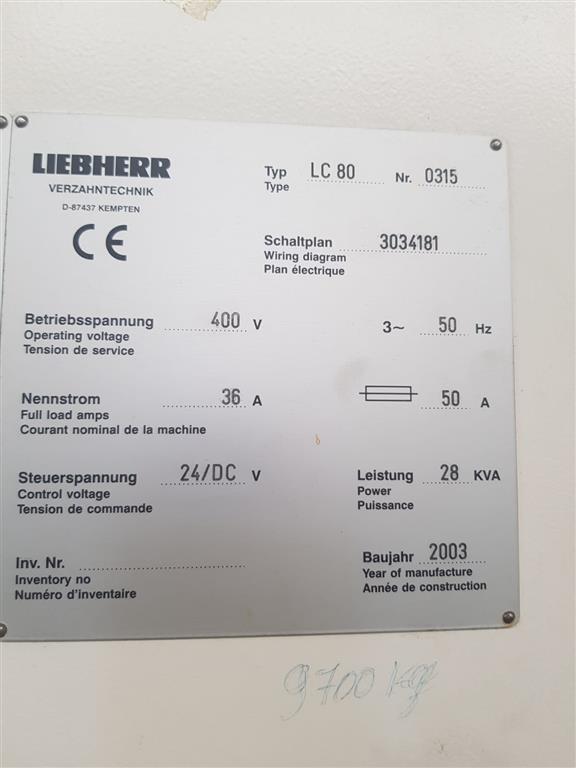 LIEBHERR
VERZAHNTECHNIK
D-87437 KEMPTEN
CE
Typ LC 80 Nr. 0315
Type
Schaltplan 3034181
Wiring diagram
Plan électrique
Betriebsspannung 400 V 3~ 50 Hz
Operating voltage
Tension de service
Nennstrom 36 A 50 A
Full load amps
Courant nominal de la machine
Steuerspannung 24/DC V Leistung 28 KVA
Control voltage Power
Tension de commande Puissance
Inv. Nr. Baujahr 2003
Inventory no Year of manufacture
Numéro d'inventaire Année de construction
9700 kg